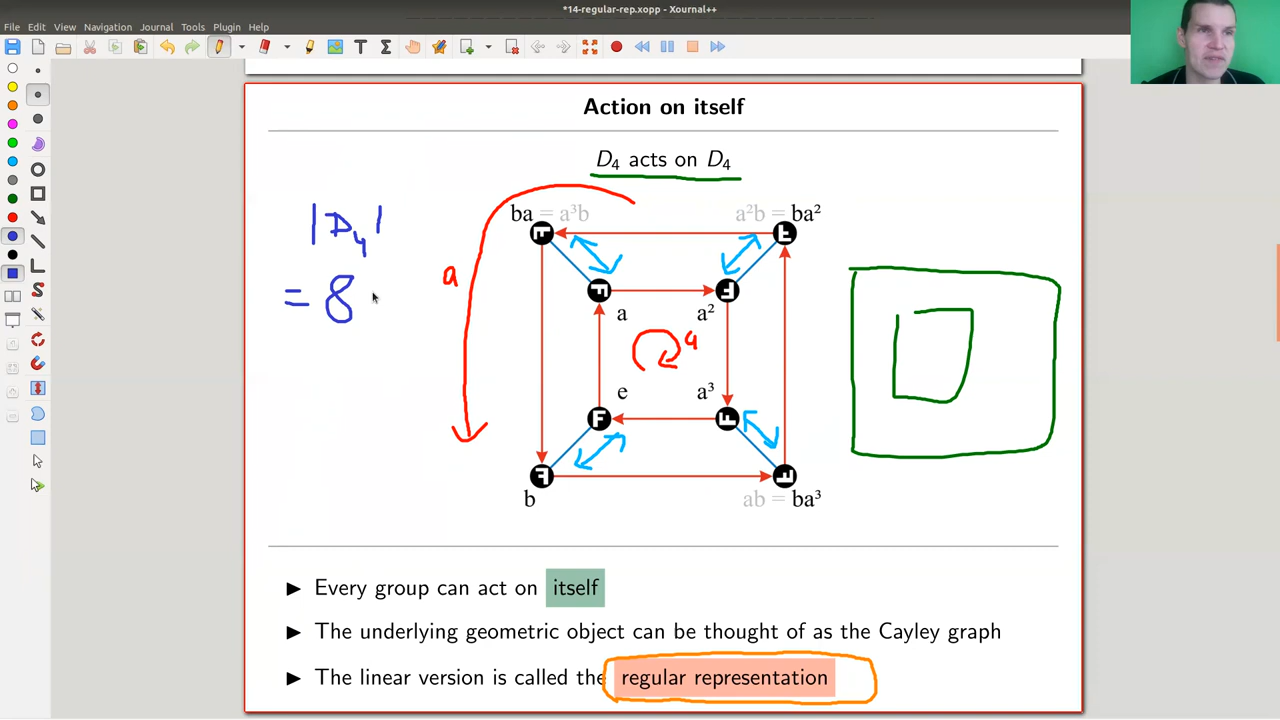 *14-regular-rep.xopp - Xournal++
File Edit View Navigation Journal Tools Plugin Help
Action on itself
D₄ acts on D₄
|D₄|
= 8
a
ba = a³b
a²b = ba²
a
a²
a
e
a³
b
ab = ba³
▶ Every group can act on itself
▶ The underlying geometric object can be thought of as the Cayley graph
▶ The linear version is called the regular representation